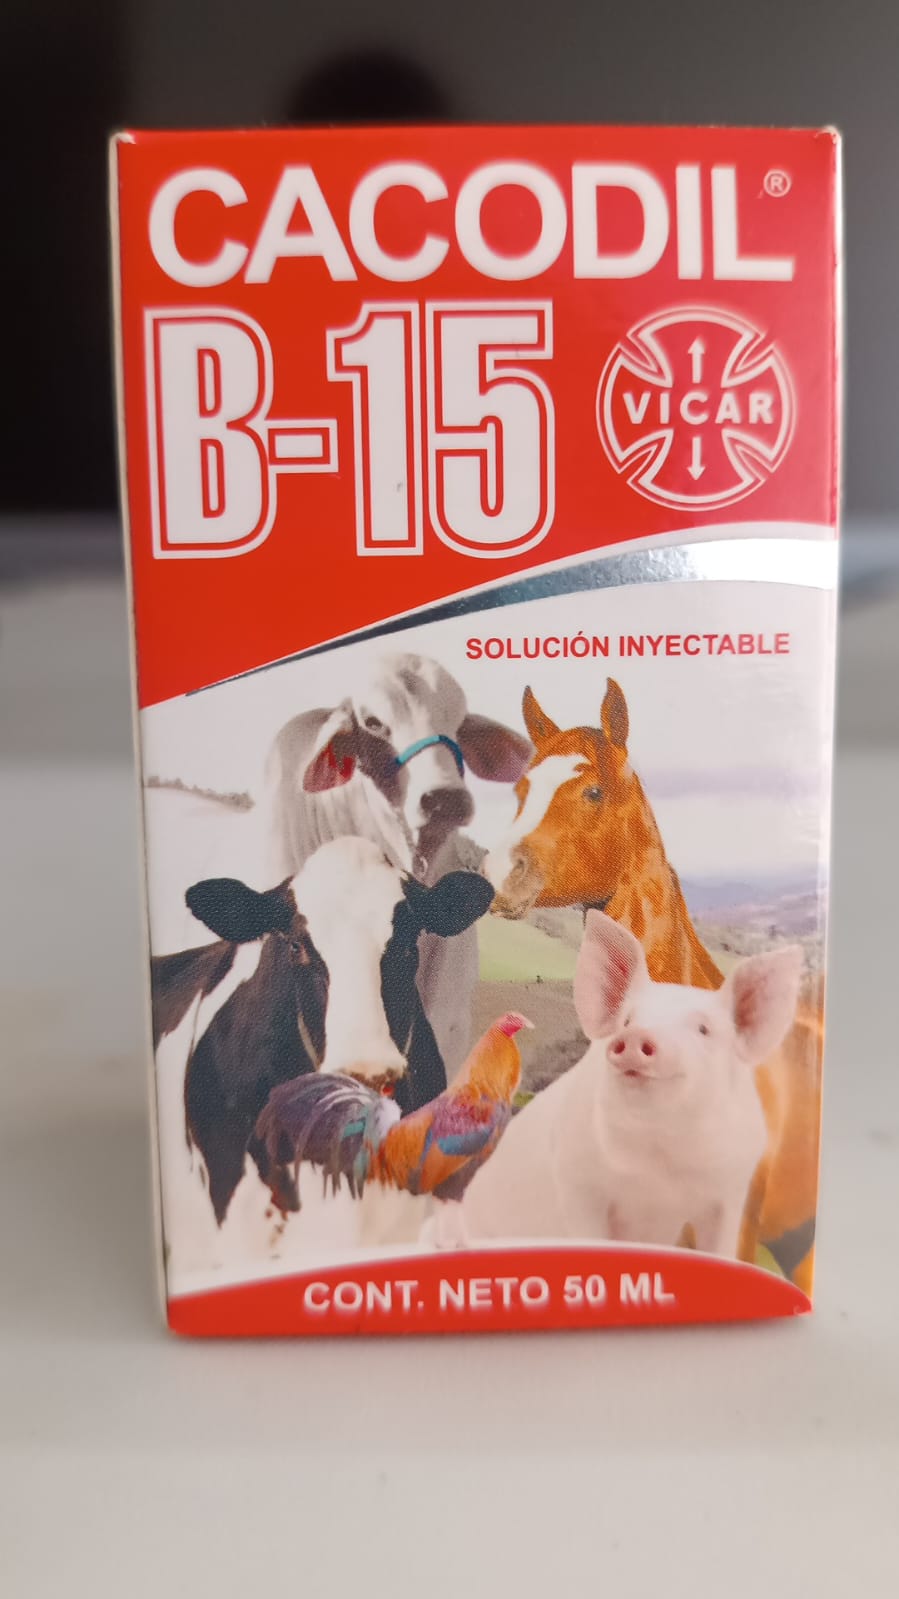 CACODIL®
B-15
VICAR
SOLUCIÓN INYECTABLE
CONT. NETO 50 ML